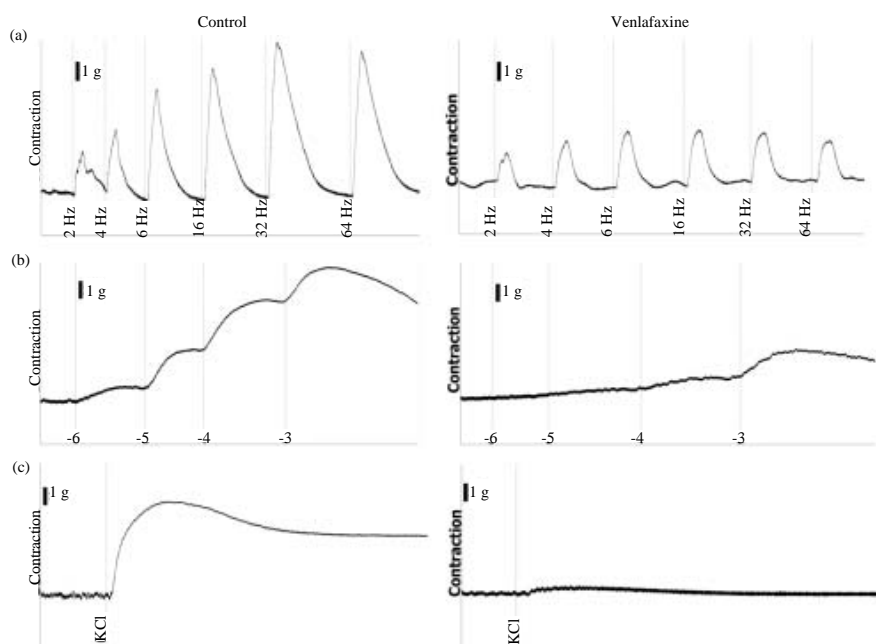 Control
Venlafaxine
(a)
Contraction
1 g
2 Hz
4 Hz
6 Hz
16 Hz
32 Hz
64 Hz
Contraction
1 g
2 Hz
4 Hz
6 Hz
16 Hz
32 Hz
64 Hz
(b)
Contraction
1 g
-6
-5
-4
-3
Contraction
1 g
-6
-5
-4
-3
(c)
Contraction
1 g
KCl
Contraction
1 g
KCl